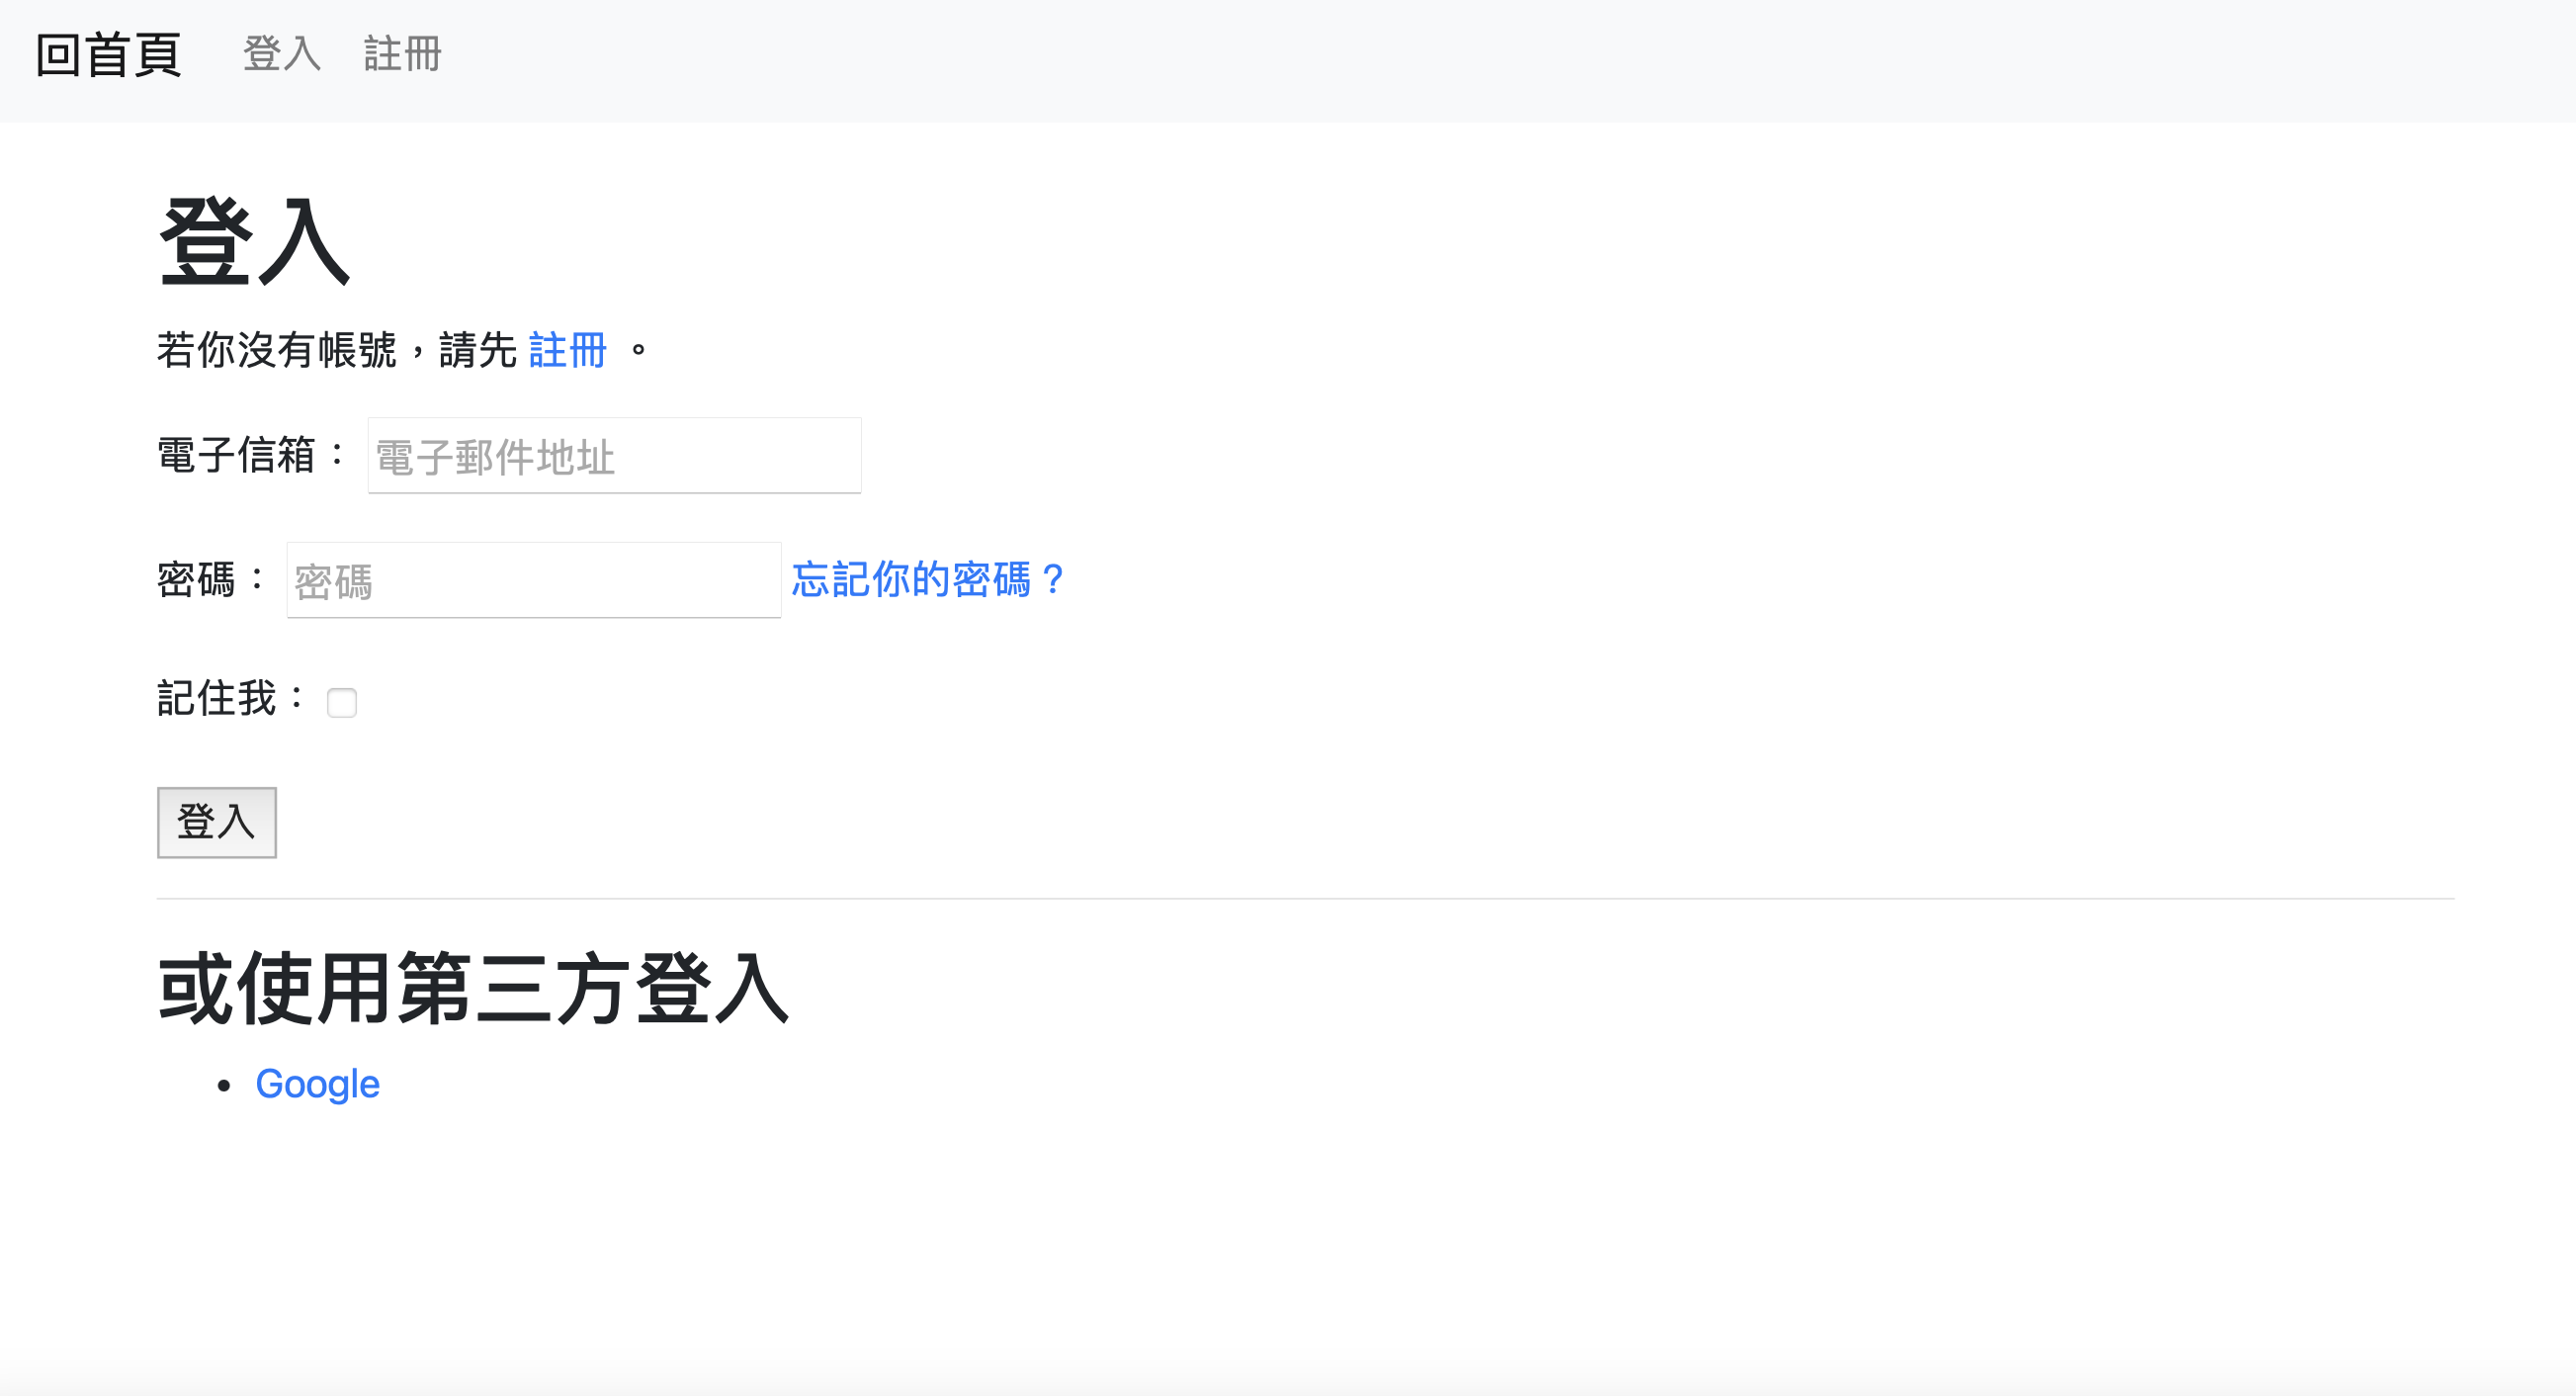 回首頁 登入 註冊
登入
若你沒有帳號，請先 註冊 。
電子信箱： 電子郵件地址
密碼： 密碼 忘記你的密碼？
記住我：
登入
或使用第三方登入
• Google